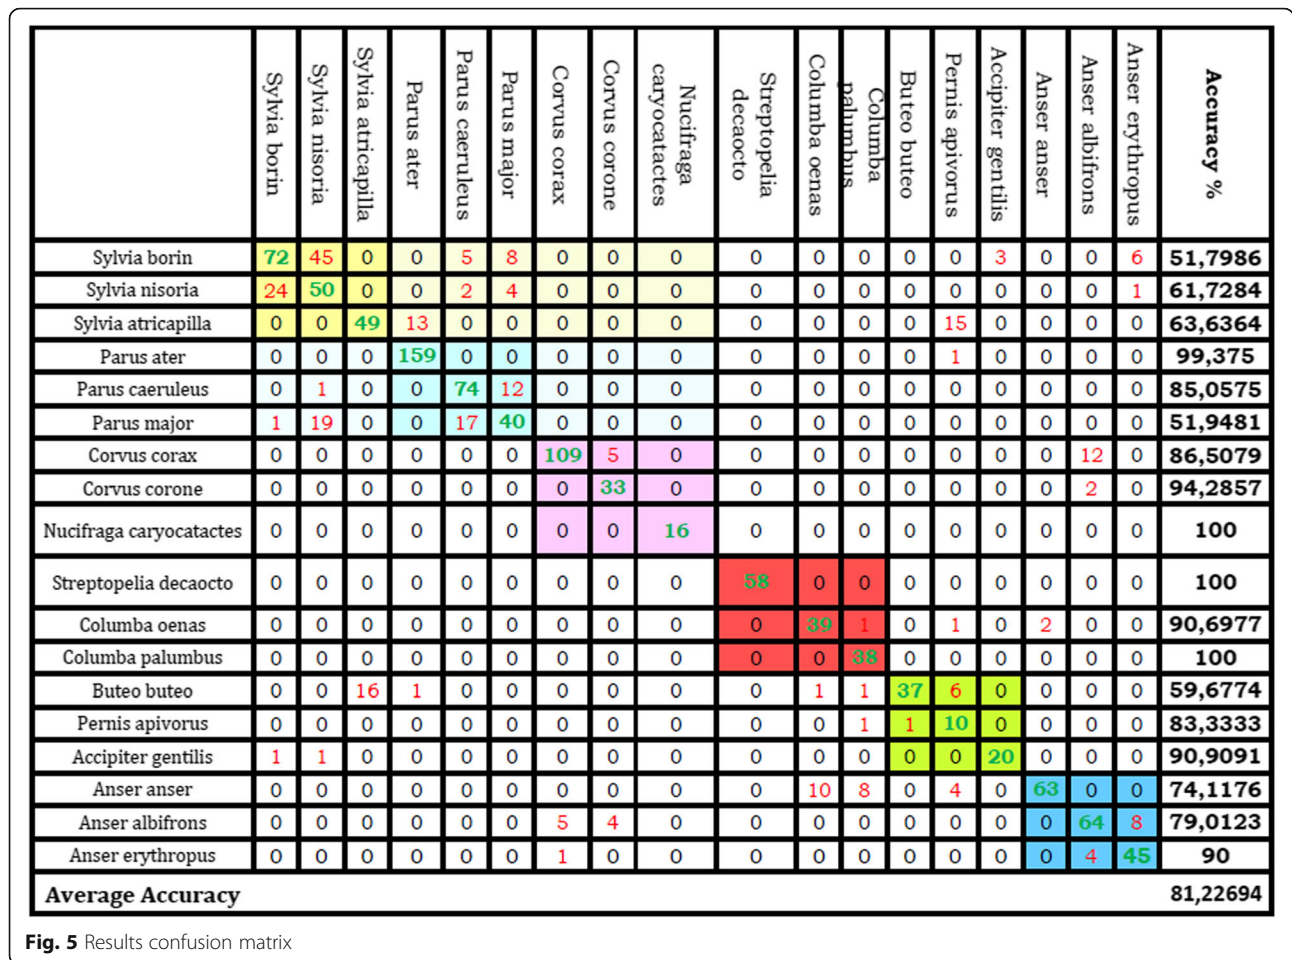 Sylvia borin Sylvia nisoria Sylvia atricapilla Parus ater Parus caeruleus Parus major Corvus corax Corvus corone Nucifraga caryocatactes Streptopelia decaocto Columba oenas Columba palumbus Buteo buteo Pernis apivorus Accipiter gentilis Anser anser Anser albifrons Anser erythropus Accuracy %
Sylvia borin 72 45 0 0 5 8 0 0 0 0 0 0 0 0 3 0 0 6 51,7986
Sylvia nisoria 24 50 0 0 2 4 0 0 0 0 0 0 0 0 0 0 0 1 61,7284
Sylvia atricapilla 0 0 49 13 0 0 0 0 0 0 0 0 0 15 0 0 0 0 63,6364
Parus ater 0 0 0 159 0 0 0 0 0 0 0 0 0 1 0 0 0 0 99,375
Parus caeruleus 0 1 0 0 74 12 0 0 0 0 0 0 0 0 0 0 0 0 85,0575
Parus major 1 19 0 0 17 40 0 0 0 0 0 0 0 0 0 0 0 0 51,9481
Corvus corax 0 0 0 0 0 0 109 5 0 0 0 0 0 0 0 0 12 0 86,5079
Corvus corone 0 0 0 0 0 0 0 33 0 0 0 0 0 0 0 0 2 0 94,2857
Nucifraga caryocatactes 0 0 0 0 0 0 0 0 16 0 0 0 0 0 0 0 0 0 100
Streptopelia decaocto 0 0 0 0 0 0 0 0 0 58 0 0 0 0 0 0 0 0 100
Columba oenas 0 0 0 0 0 0 0 0 0 0 39 1 0 1 0 2 0 0 90,6977
Columba palumbus 0 0 0 0 0 0 0 0 0 0 0 38 0 0 0 0 0 0 100
Buteo buteo 0 0 16 1 0 0 0 0 0 0 1 1 37 6 0 0 0 0 59,6774
Pernis apivorus 0 0 0 0 0 0 0 0 0 0 0 1 1 10 0 0 0 0 83,3333
Accipiter gentilis 1 1 0 0 0 0 0 0 0 0 0 0 0 0 20 0 0 0 90,9091
Anser anser 0 0 0 0 0 0 0 0 0 0 10 8 0 4 0 63 0 0 74,1176
Anser albifrons 0 0 0 0 0 0 5 4 0 0 0 0 0 0 0 0 64 8 79,0123
Anser erythropus 0 0 0 0 0 0 1 0 0 0 0 0 0 0 0 0 4 45 90
Average Accuracy 81,22694
Fig. 5 Results confusion matrix